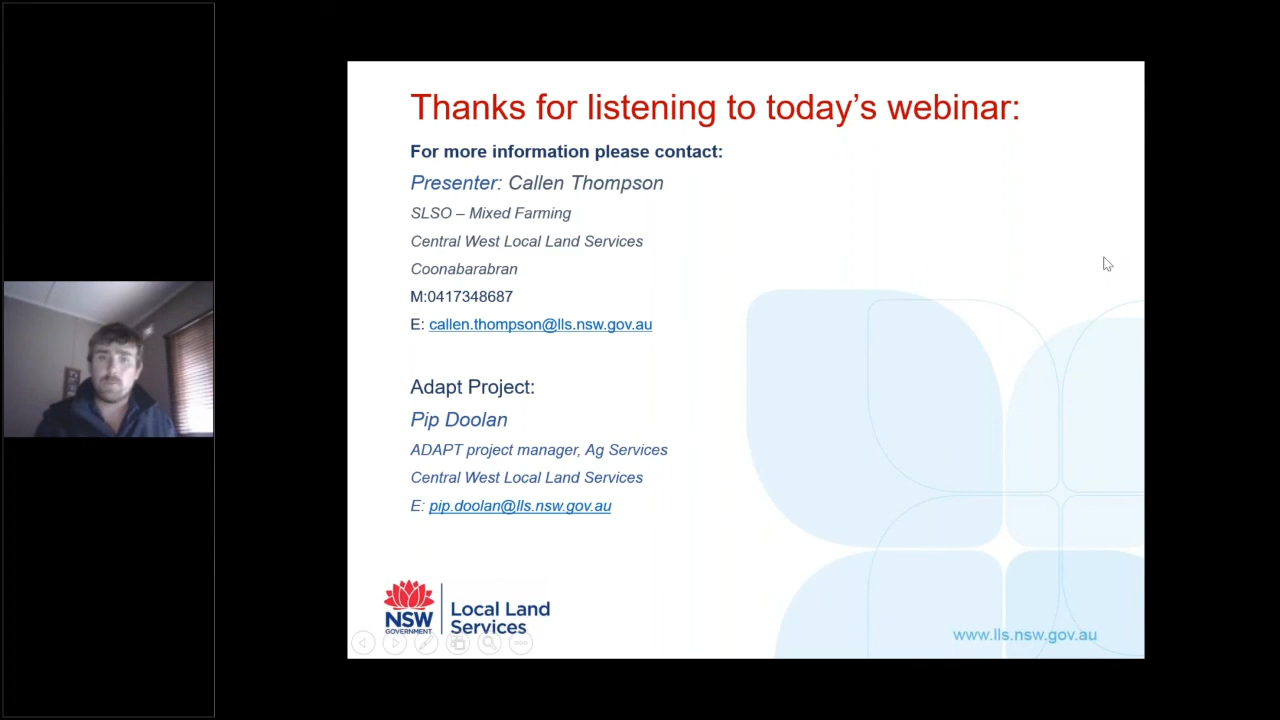 Thanks for listening to today's webinar:
For more information please contact:
Presenter: Callen Thompson
SLSO – Mixed Farming
Central West Local Land Services
Coonabarabran
M:0417348687
E: callen.thompson@lls.nsw.gov.au
Adapt Project:
Pip Doolan
ADAPT project manager, Ag Services
Central West Local Land Services
E: pip.doolan@lls.nsw.gov.au
NSW
GOVERNMENT
Local Land
Services
www.lls.nsw.gov.au